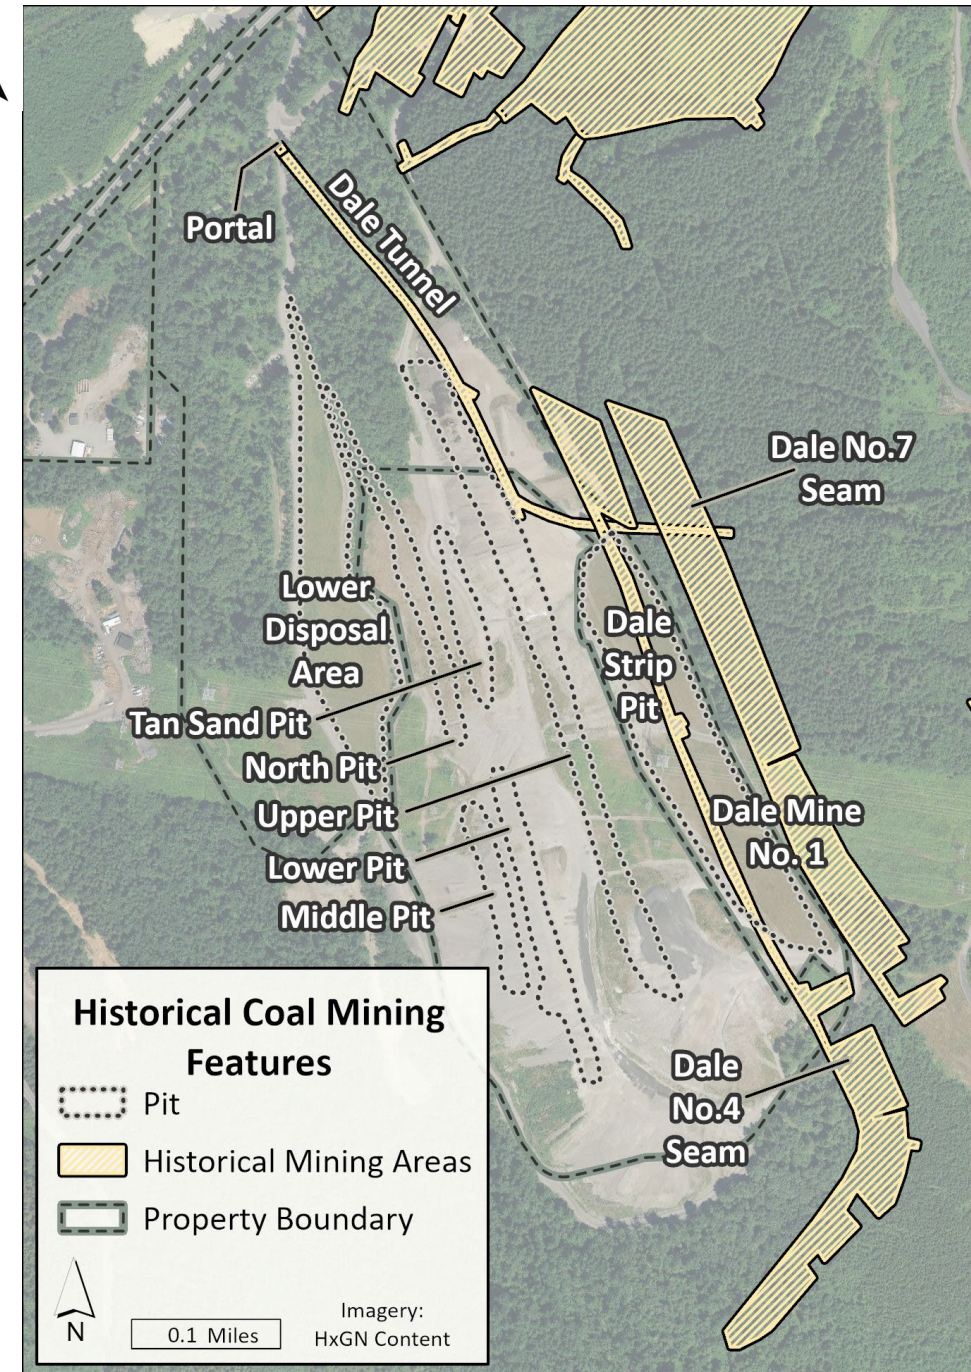 Portal
Dale Tunnel
Dale No.7
Seam
Lower
Disposal
Area
Dale
Strip
Pit
Tan Sand Pit
North Pit
Upper Pit
Lower Pit
Middle Pit
Dale Mine
No. 1
Dale
No.4
Seam
Historical Coal Mining
Features
Pit
Historical Mining Areas
Property Boundary
N
0.1 Miles
Imagery:
HxGN Content